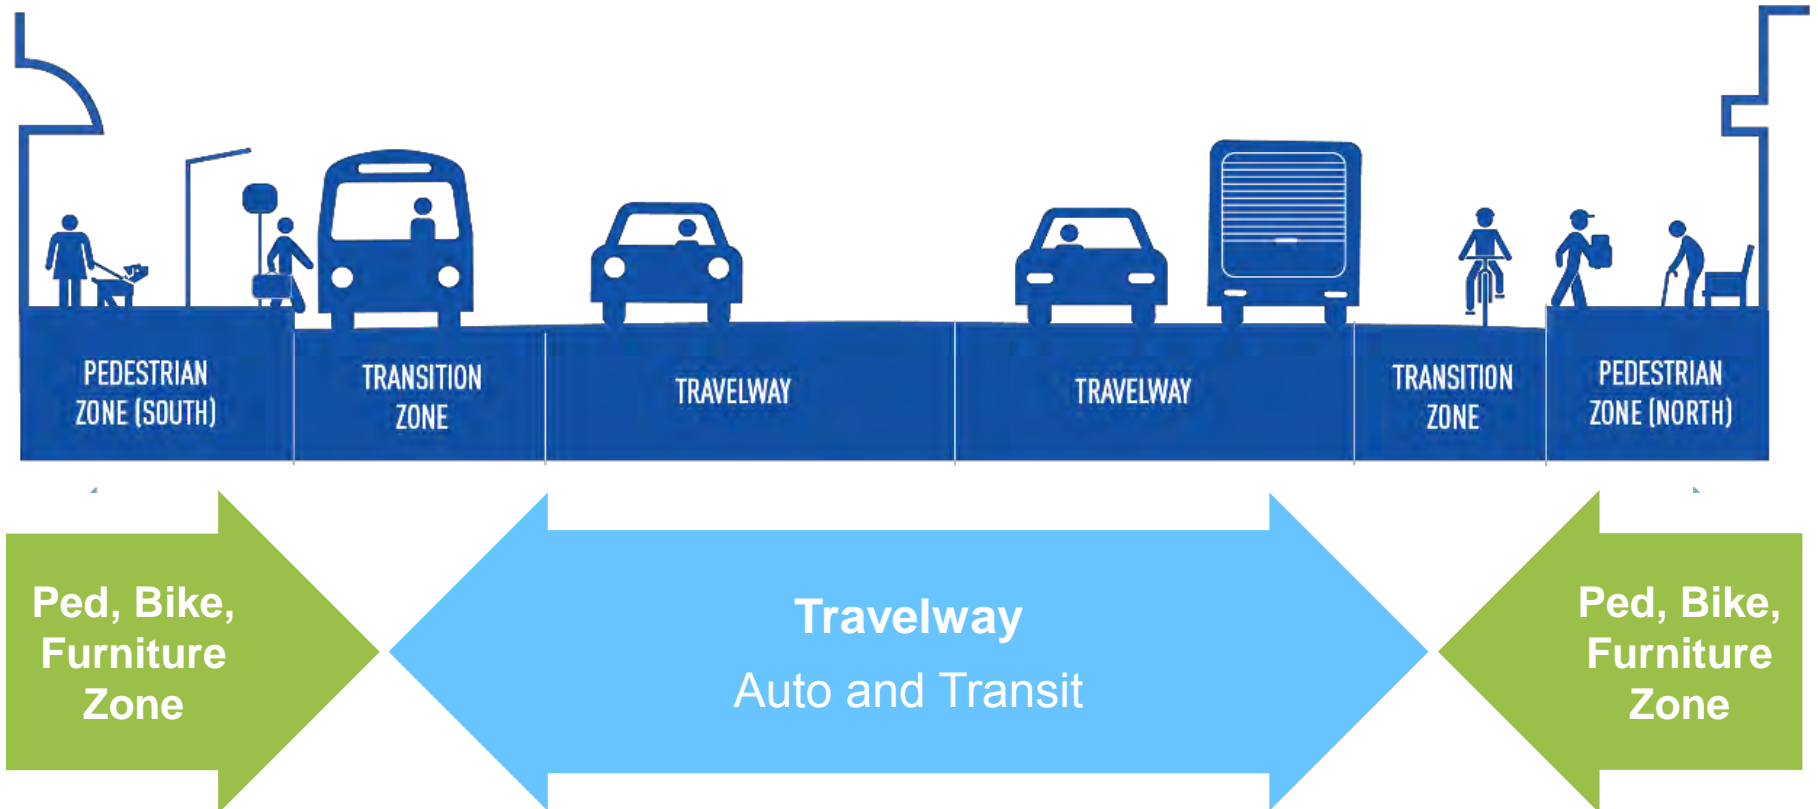 PEDESTRIAN
ZONE (SOUTH)
TRANSITION
ZONE
TRAVELWAY
TRAVELWAY
TRANSITION
ZONE
PEDESTRIAN
ZONE (NORTH)
Ped, Bike,
Furniture
Zone
Travelway
Auto and Transit
Ped, Bike,
Furniture
Zone